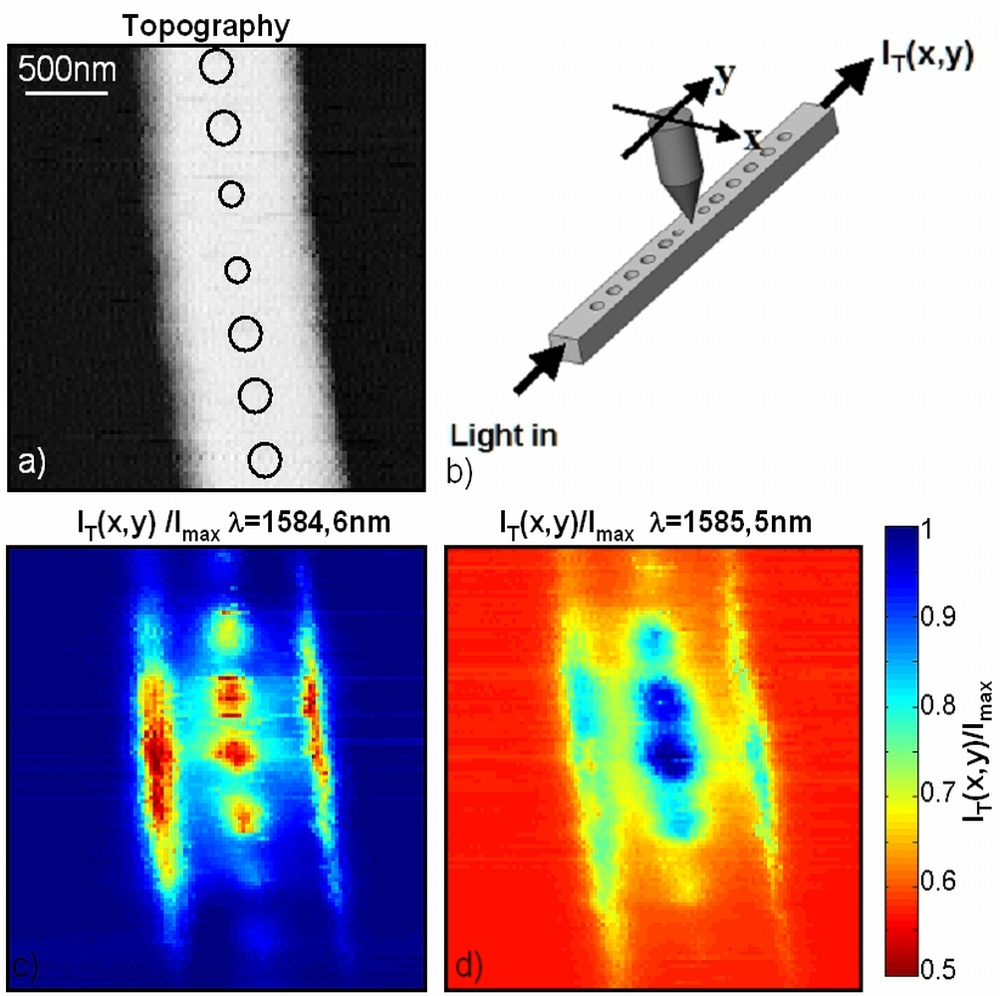 Topography
500nm
a)
I_T(x,y)
y
x
Light in
b)
I_T(x,y) /I_max λ=1584,6nm
c)
I_T(x,y)/I_max λ=1585,5nm
d)
1
0.9
0.8
0.7
0.6
0.5
I_T(x,y)/I_max